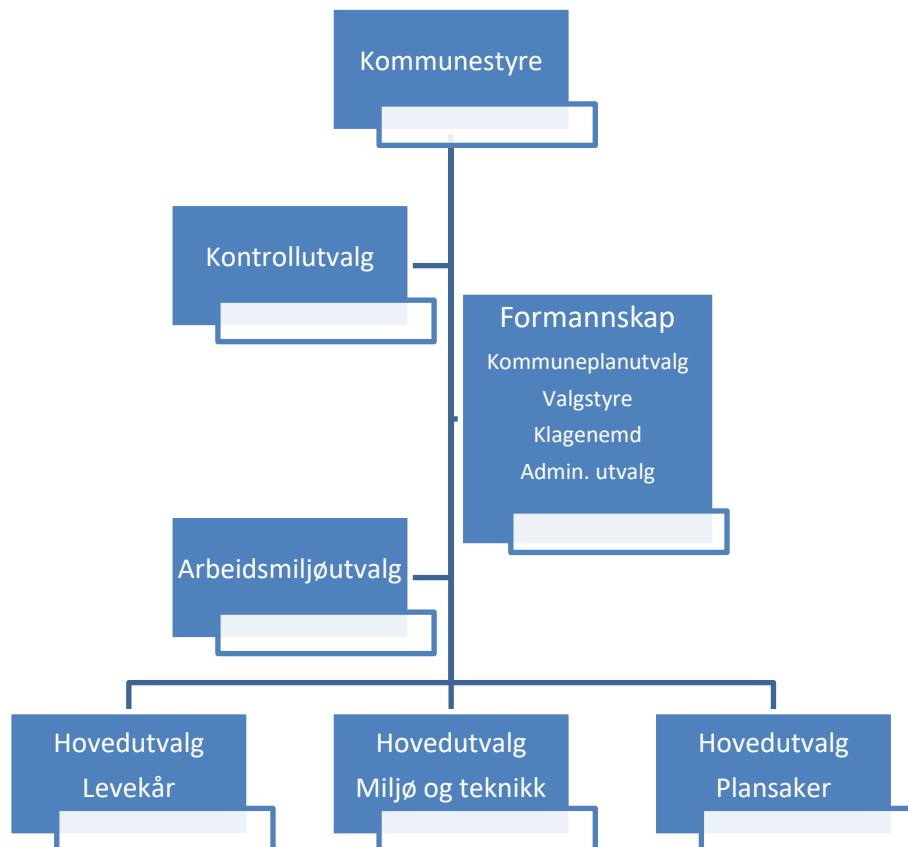 Kommunestyre
Kontrollutvalg
Formannskap
Kommuneplanutvalg
Valgstyre
Klagenemd
Admin. utvalg
Arbeidsmiljøutvalg
Hovedutvalg
Levekår
Hovedutvalg
Miljø og teknikk
Hovedutvalg
Plansaker